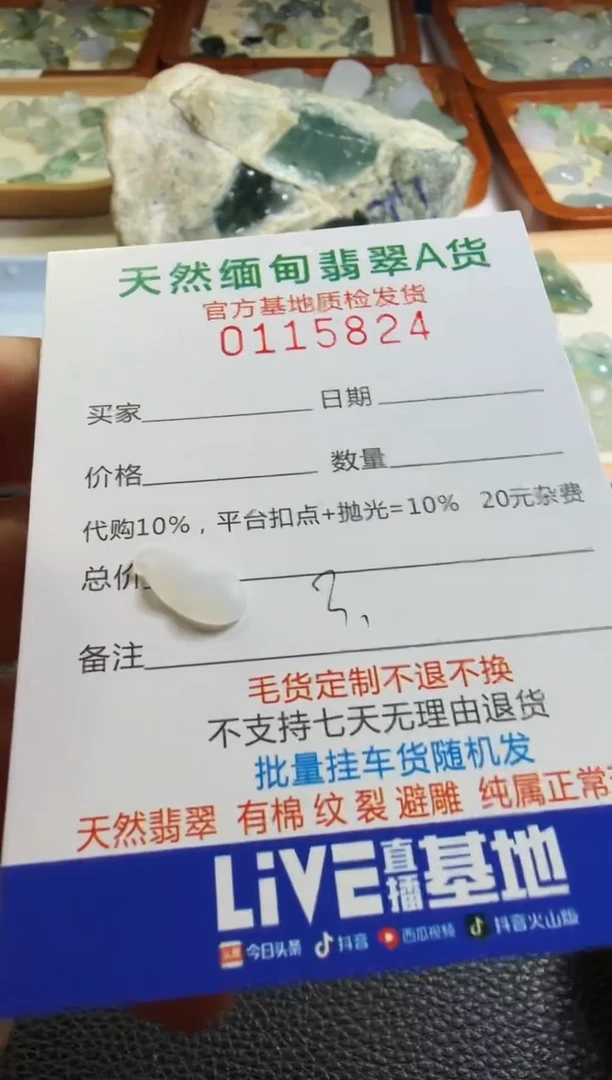 天然缅甸翡翠A货
官方基地质检发货
0115824
买家 日期
价格 数量
代购10%，平台扣点+抛光=10% 20元杂费
总价
备注
毛货定制不退不换
不支持七天无理由退货
批量挂车货随机发
天然翡翠 有棉纹裂避雕 纯属正常
LiVE直播基地
头条 今日头条 抖音 西瓜视频 抖音火山版